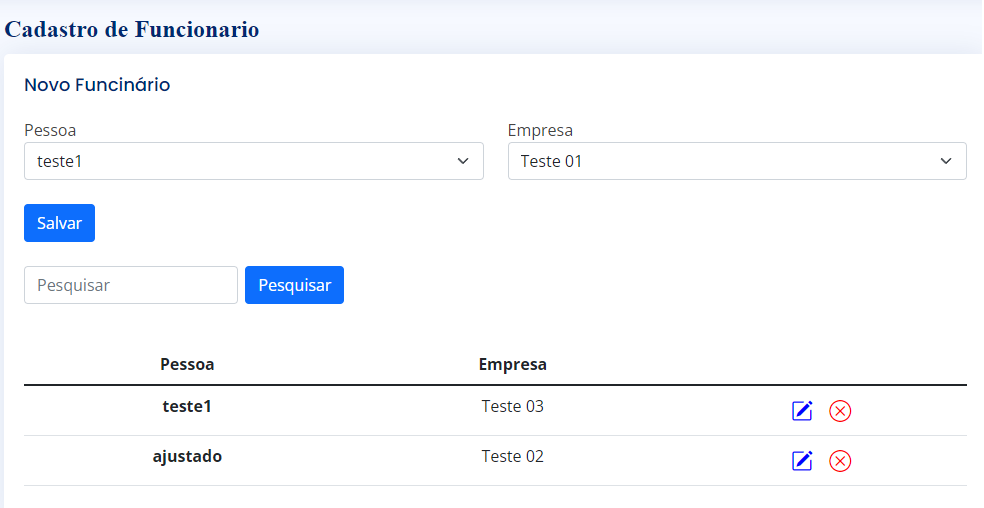 Cadastro de Funcionario
Novo Funcinário
Pessoa Empresa
teste1 Teste 01
Salvar
Pesquisar Pesquisar
Pessoa Empresa
teste1 Teste 03
ajustado Teste 02